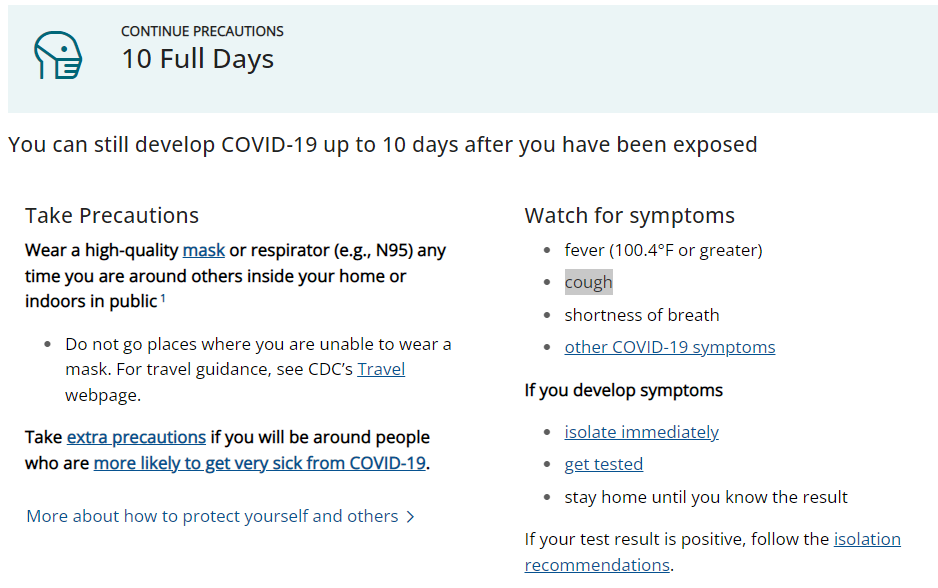 CONTINUE PRECAUTIONS
10 Full Days
You can still develop COVID-19 up to 10 days after you have been exposed
Take Precautions
Wear a high-quality mask or respirator (e.g., N95) any
time you are around others inside your home or
indoors in public 1
Do not go places where you are unable to wear a
mask. For travel guidance, see CDC’s Travel
webpage.
Take extra precautions if you will be around people
who are more likely to get very sick from COVID-19.
More about how to protect yourself and others >
Watch for symptoms
fever (100.4°F or greater)
cough
shortness of breath
other COVID-19 symptoms
If you develop symptoms
isolate immediately
get tested
stay home until you know the result
If your test result is positive, follow the isolation
recommendations.